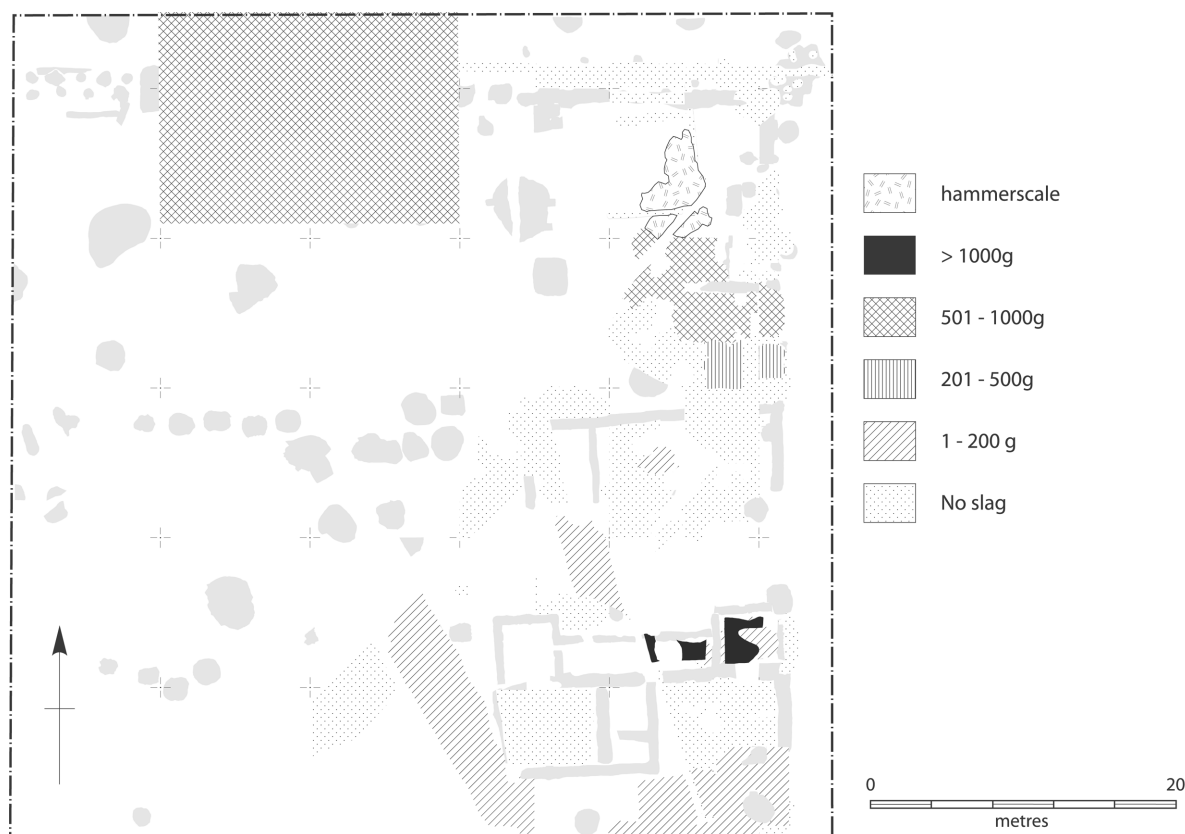 hammerscale
> 1000g
501 - 1000g
201 - 500g
1 - 200 g
No slag
0 20
metres